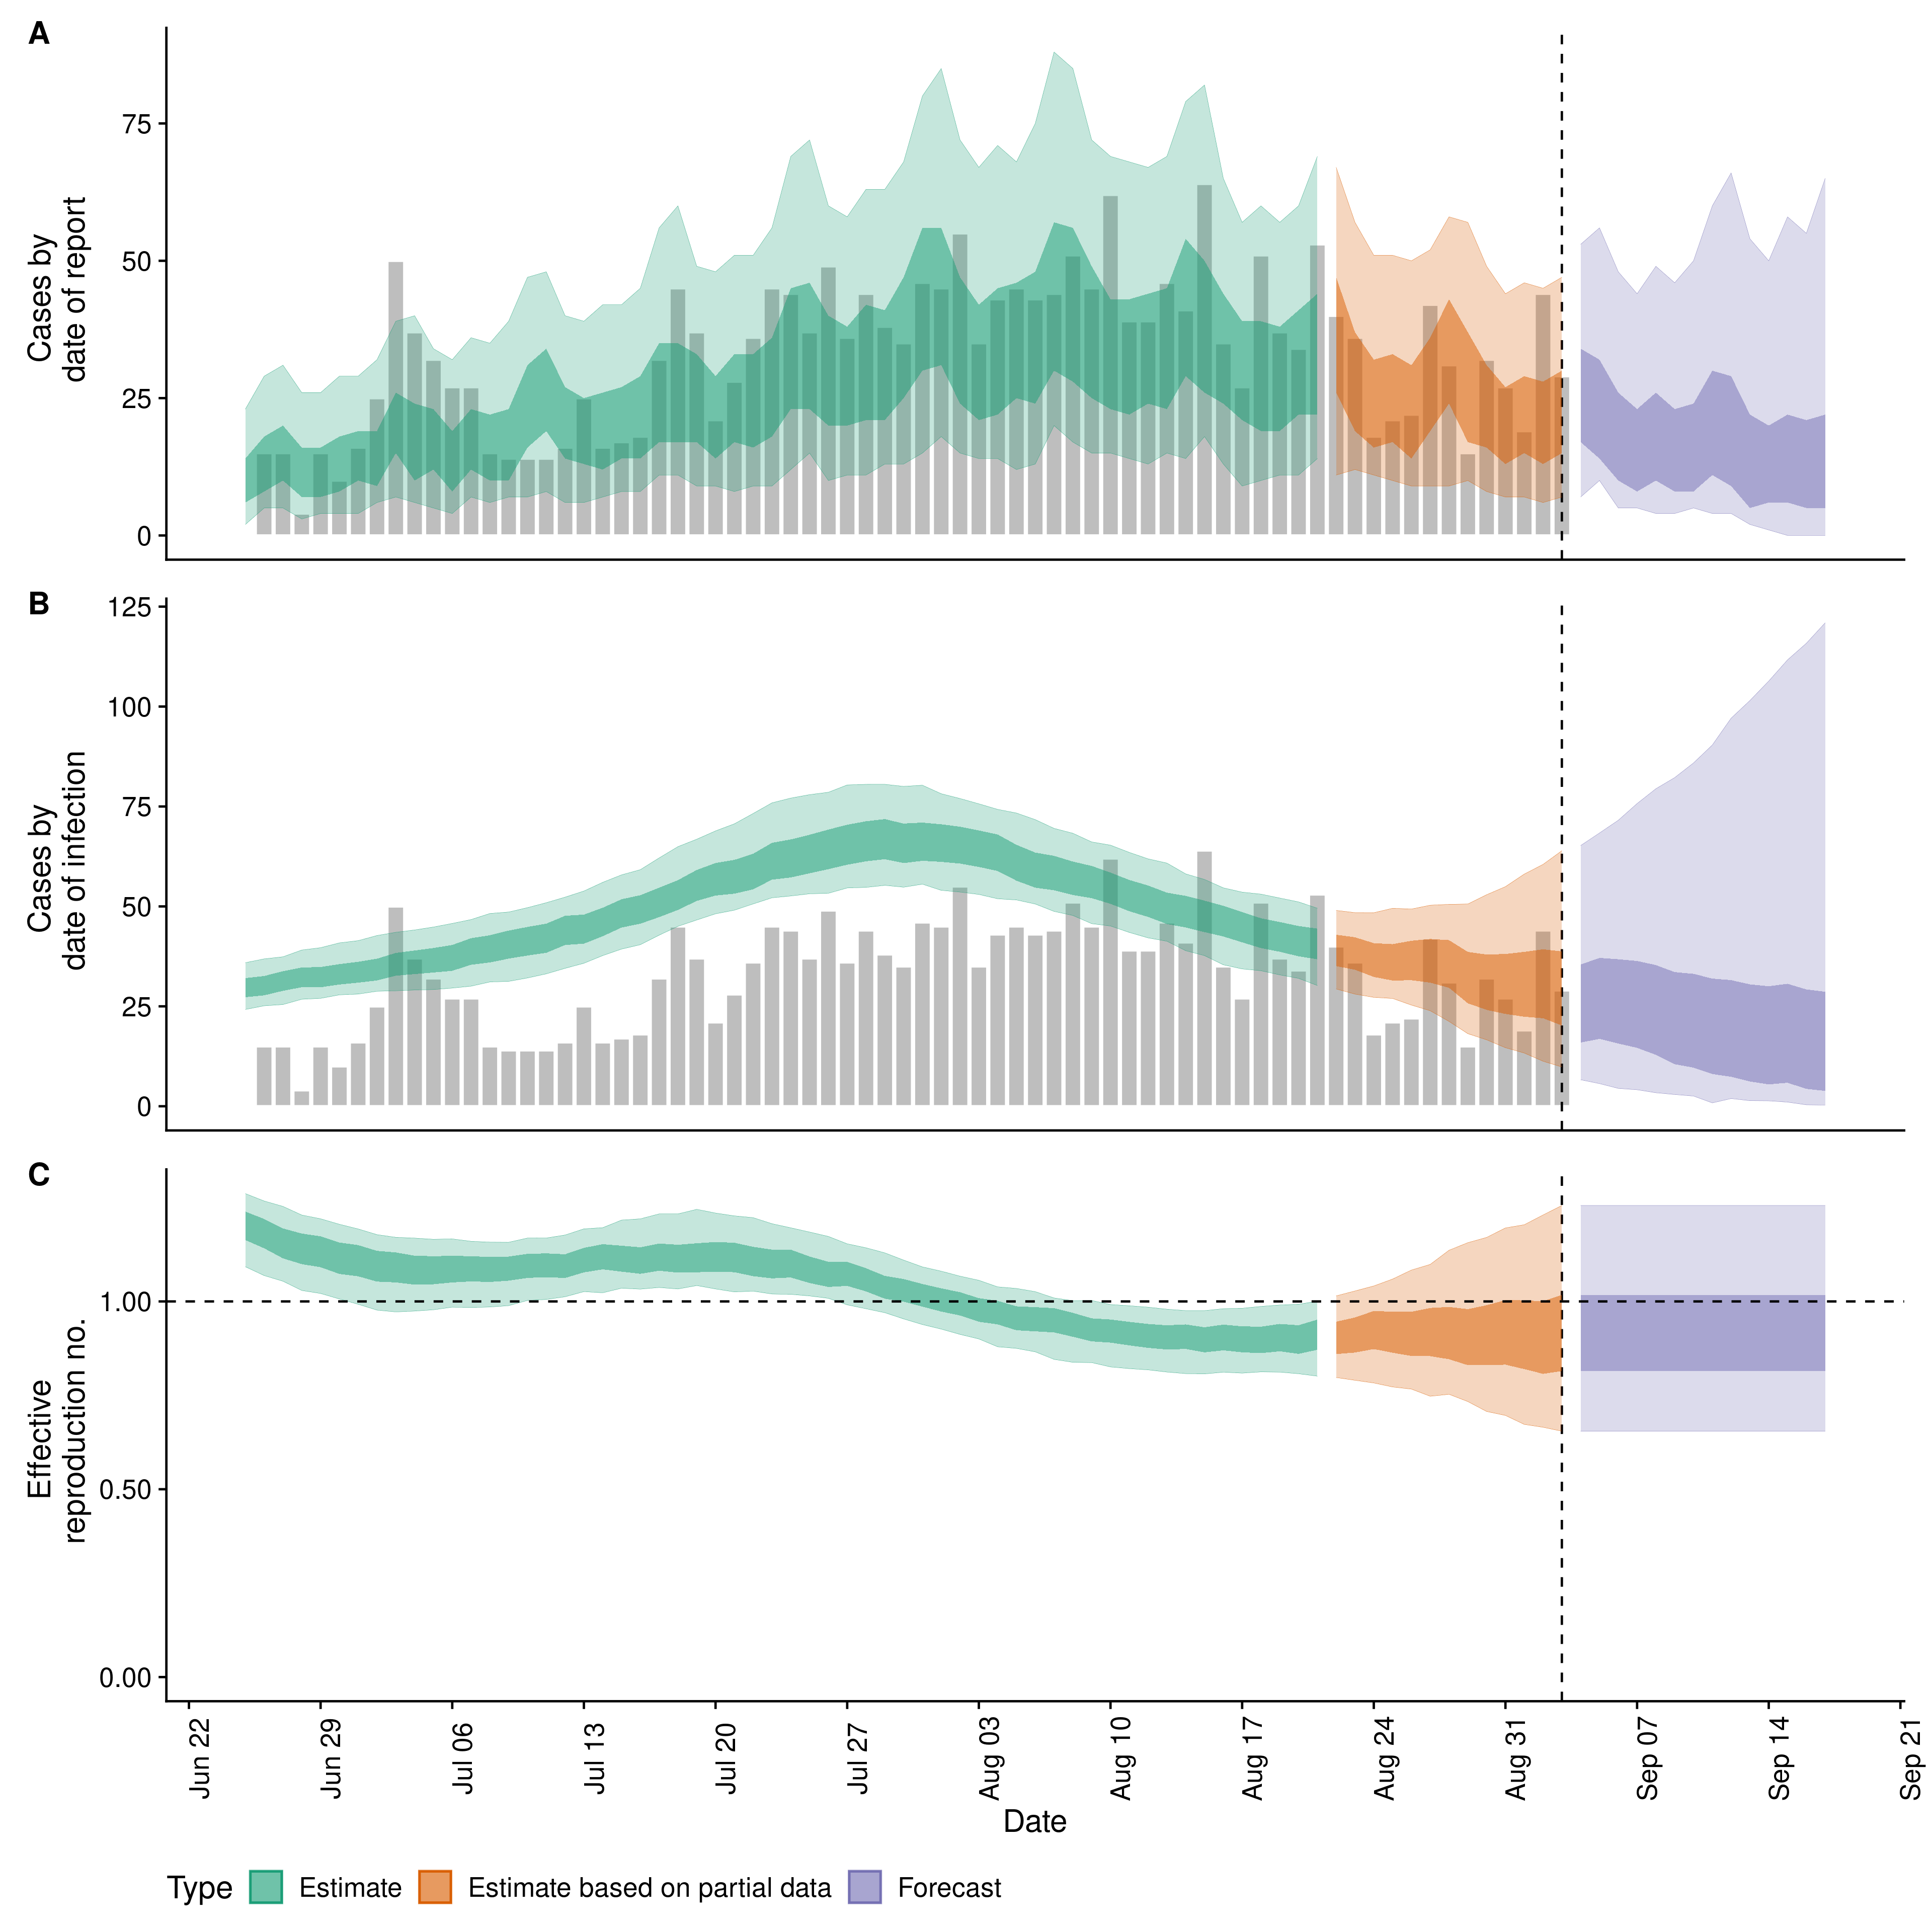 A
75
50
25
0
Cases by
date of report
B
125
100
75
50
25
0
Cases by
date of infection
C
1.00
0.50
0.00
Effective
reproduction no.
Jun 22
Jun 29
Jul 06
Jul 13
Jul 20
Jul 27
Aug 03
Aug 10
Aug 17
Aug 24
Aug 31
Sep 07
Sep 14
Sep 21
Date
Type Estimate Estimate based on partial data Forecast